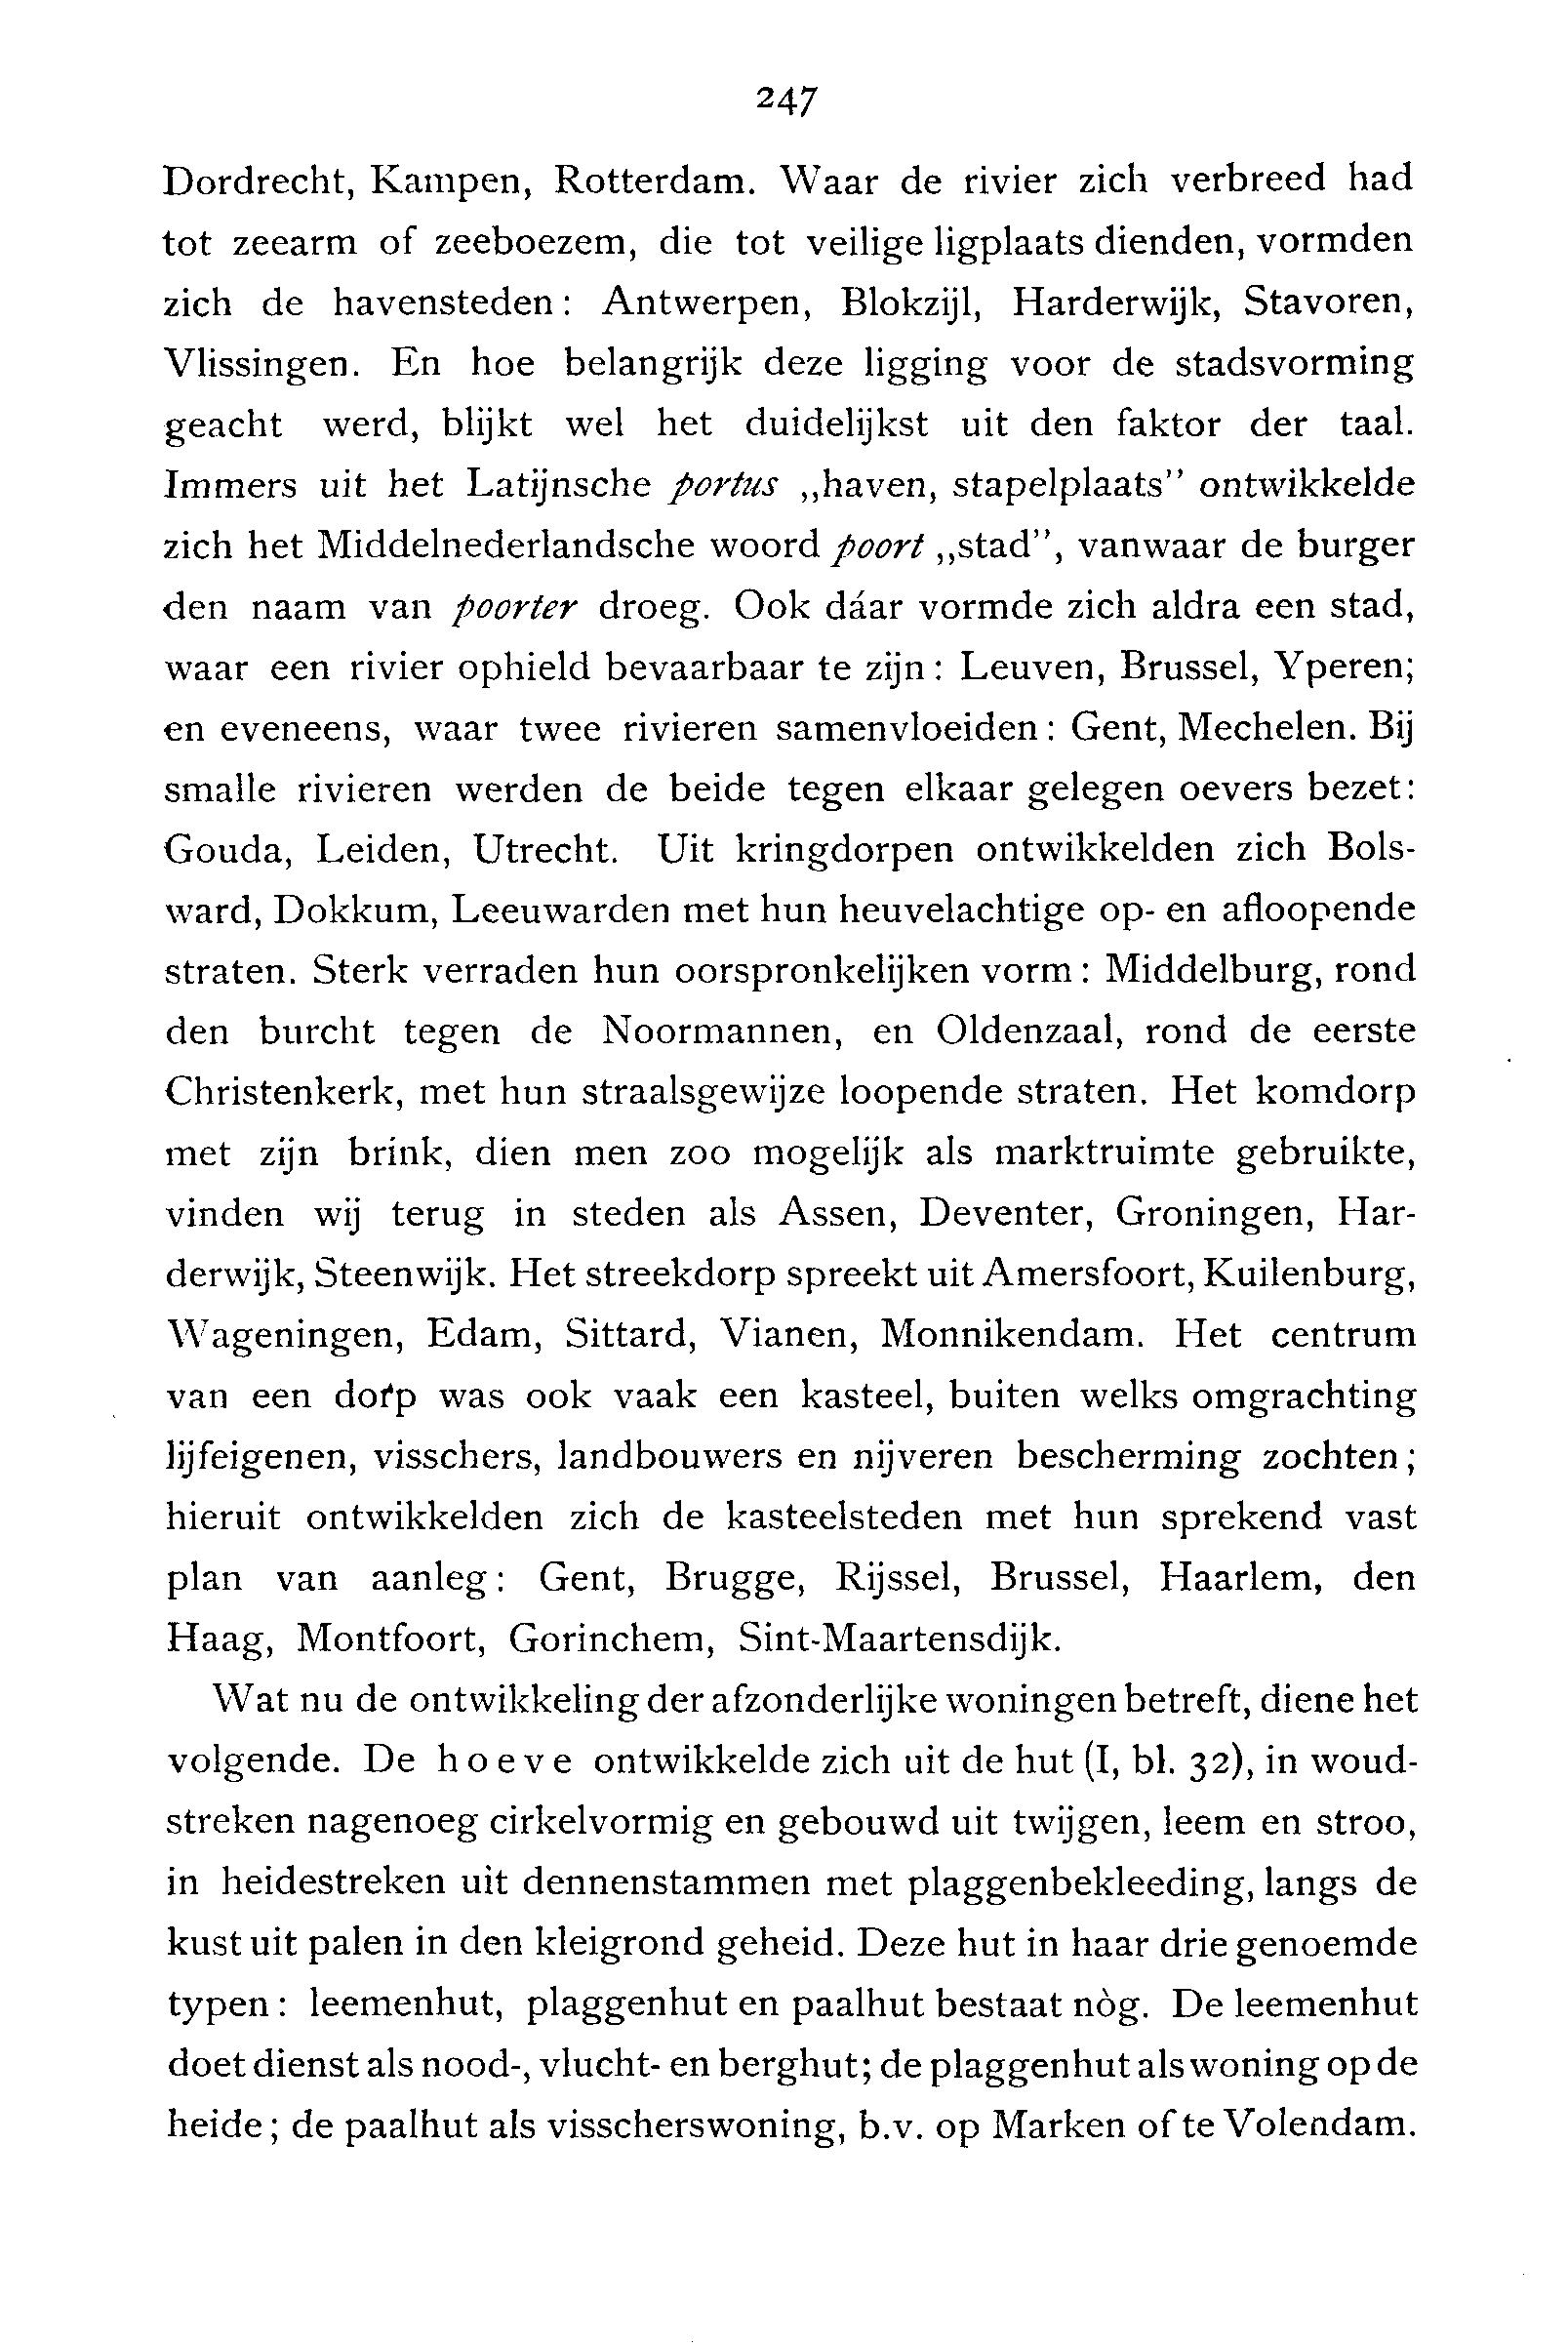 247
Dordrecht, Kampen, Rotterdam. Waar de rivier zich verbreed had
tot zeearm of zeeboezem, die tot veilige ligplaats dienden, vormden
zich de havensteden: Antwerpen, Blokzijl, Harderwijk, Stavoren,
Vlissingen. En hoe belangrijk deze ligging voor de stadsvorming
geacht werd, blijkt wel het duidelijkst uit den faktor der taal.
Immers uit het Latijnsche portus „haven, stapelplaats” ontwikkelde
zich het Middelnederlandsche woord poort „stad”, vanwaar de burger
den naam van poorter droeg. Ook dáar vormde zich aldra een stad,
waar een rivier ophield bevaarbaar te zijn: Leuven, Brussel, Yperen;
en eveneens, waar twee rivieren samenvloeiden: Gent, Mechelen. Bij
smalle rivieren werden de beide tegen elkaar gelegen oevers bezet:
Gouda, Leiden, Utrecht. Uit kringdorpen ontwikkelden zich Bols-
ward, Dokkum, Leeuwarden met hun heuvelachtige op- en afloopende
straten. Sterk verraden hun oorspronkelijken vorm: Middelburg, rond
den burcht tegen de Noormannen, en Oldenzaal, rond de eerste
Christenkerk, met hun straalsgewijze loopende straten. Het komdorp
met zijn brink, dien men zoo mogelijk als marktruimte gebruikte,
vinden wij terug in steden als Assen, Deventer, Groningen, Har-
derwijk, Steenwijk. Het streekdorp spreekt uit Amersfoort, Kuilenburg,
Wageningen, Edam, Sittard, Vianen, Monnikendam. Het centrum
van een dorp was ook vaak een kasteel, buiten welks omgrachting
lijfeigenen, visschers, landbouwers en nijveren bescherming zochten;
hieruit ontwikkelden zich de kasteelsteden met hun sprekend vast
plan van aanleg: Gent, Brugge, Rijssel, Brussel, Haarlem, den
Haag, Montfoort, Gorinchem, Sint-Maartensdijk.
Wat nu de ontwikkeling der afzonderlijke woningen betreft, diene het
volgende. De hoeve ontwikkelde zich uit de hut (I, bl. 32), in woud-
streken nagenoeg cirkelvormig en gebouwd uit twijgen, leem en stroo,
in heidestreken uit dennenstammen met plaggenbekleeding, langs de
kust uit palen in den kleigrond geheid. Deze hut in haar drie genoemde
typen: leemenhut, plaggenhut en paalhut bestaat nòg. De leemenhut
doet dienst als nood-, vlucht- en berghut; de plaggenhut als woning op de
heide; de paalhut als visscherswoning, b.v. op Marken of te Volendam.